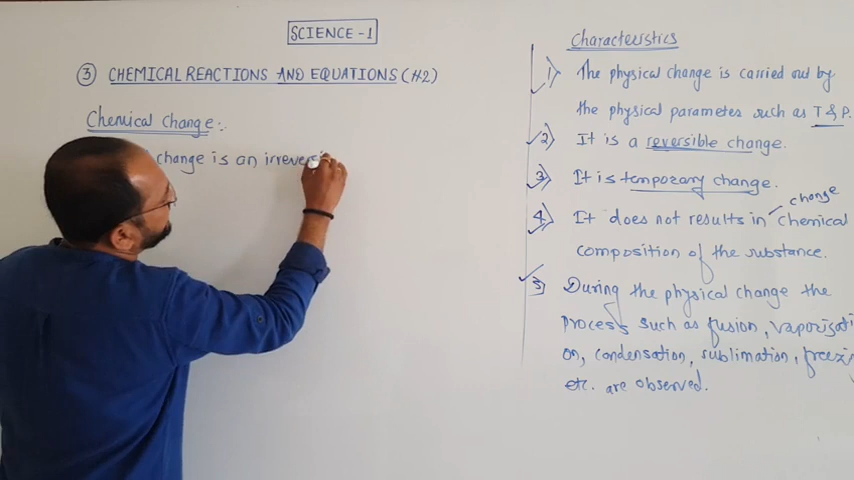 SCIENCE-1
③ CHEMICAL REACTIONS AND EQUATIONS (H2)
Chemical Change:
change is an irrevers
Characteristics
1) The physical change is carried out by
the physical parametes such as T & P.
2) It is a reversible change.
3) It is temporary change.
change
4) It does not results in chemical
composition of the substance.
5) During the physical change the
process such as fusion, vaporizati
on, condensation, sublimation, freezi
etc. are observed.